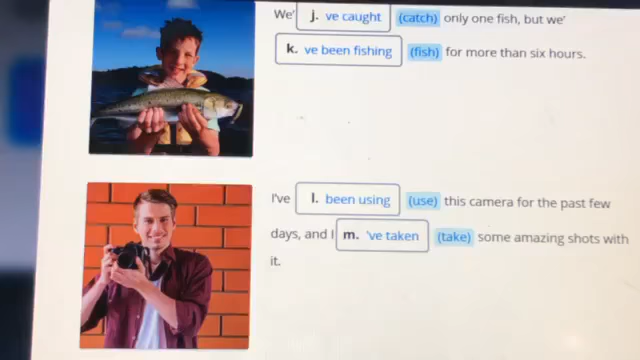 We' j. ve caught (catch) only one fish, but we'
k. ve been fishing (fish) for more than six hours.
I've l. been using (use) this camera for the past few
days, and I m. 've taken (take) some amazing shots with
it.